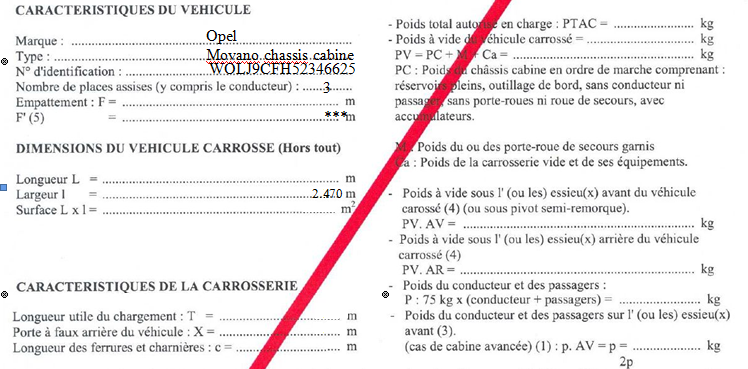 CARACTERISTIQUES DU VEHICULE
Marque : Opel
Type : Movano chassis cabine
N° d'identification : WOLJ9CFH52346625
Nombre de places assises (y compris le conducteur) : ......3
Empattement : F = .......... m
F' (5) = .......... ***m
DIMENSIONS DU VEHICULE CARROSSE (Hors tout)
Longueur L = .......... m
Largeur l = .......... 2.470 m
Surface L x l = .......... m²
CARACTERISTIQUES DE LA CARROSSERIE
Longueur utile du chargement : T = .......... m
Porte à faux arrière du véhicule : X = .......... m
Longueur des ferrures et charnières : c = .......... m
- Poids total autorisé en charge : PTAC = .......... kg
- Poids à vide du véhicule carrossé = .......... kg
PV = PC + M + Ca = .......... kg
PC : Poids du châssis cabine en ordre de marche comprenant :
réservoirs pleins, outillage de bord, sans conducteur ni
passager, sans porte-roues ni roue de secours, avec
accumulateurs.
M : Poids du ou des porte-roue de secours garnis
Ca : Poids de la carrosserie vide et de ses équipements.
- Poids à vide sous l' (ou les) essieu(x) avant du véhicule
carossé (4) (ou sous pivot semi-remorque).
PV. AV = .......... kg
- Poids à vide sous l' (ou les) essieu(x) arrière du véhicule
carrossé (4)
PV. AR = .......... kg
- Poids du conducteur et des passagers :
P : 75 kg x (conducteur + passagers) = .......... kg
- Poids du conducteur et des passagers sur l' (ou les) essieu(x)
avant (3).
(cas de cabine avancée) (1) : p. AV = p = .......... kg
2p